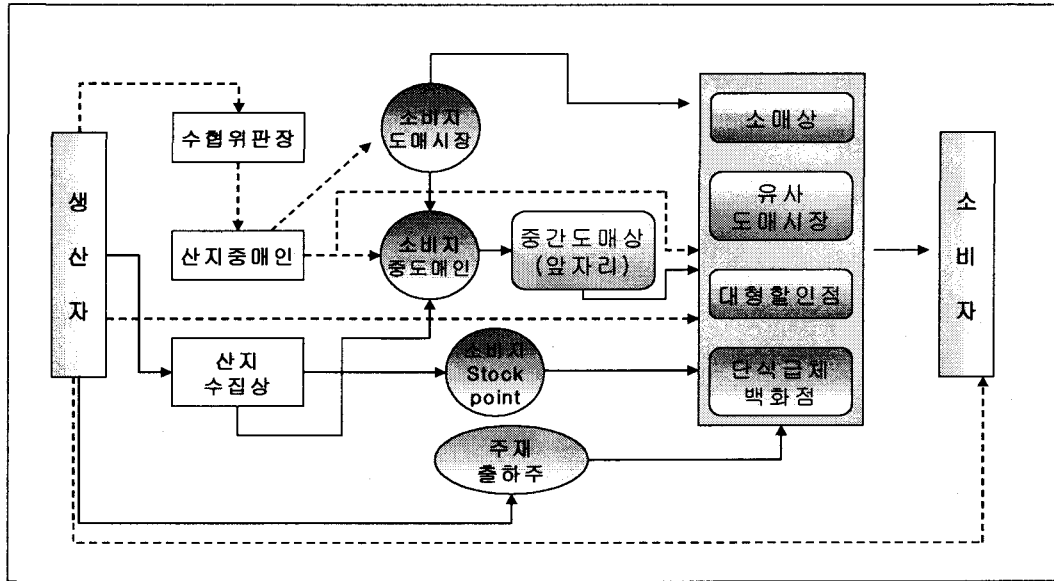 생
산
자
수협위판장
산지중매인
산지
수집상
소비지
도매시장
소비지
중도매인
중간도매상
(앞자리)
소비지
Stock
point
주재
출하주
소매상
유사
도매시장
대형할인점
단식급체
백화점
소
비
자